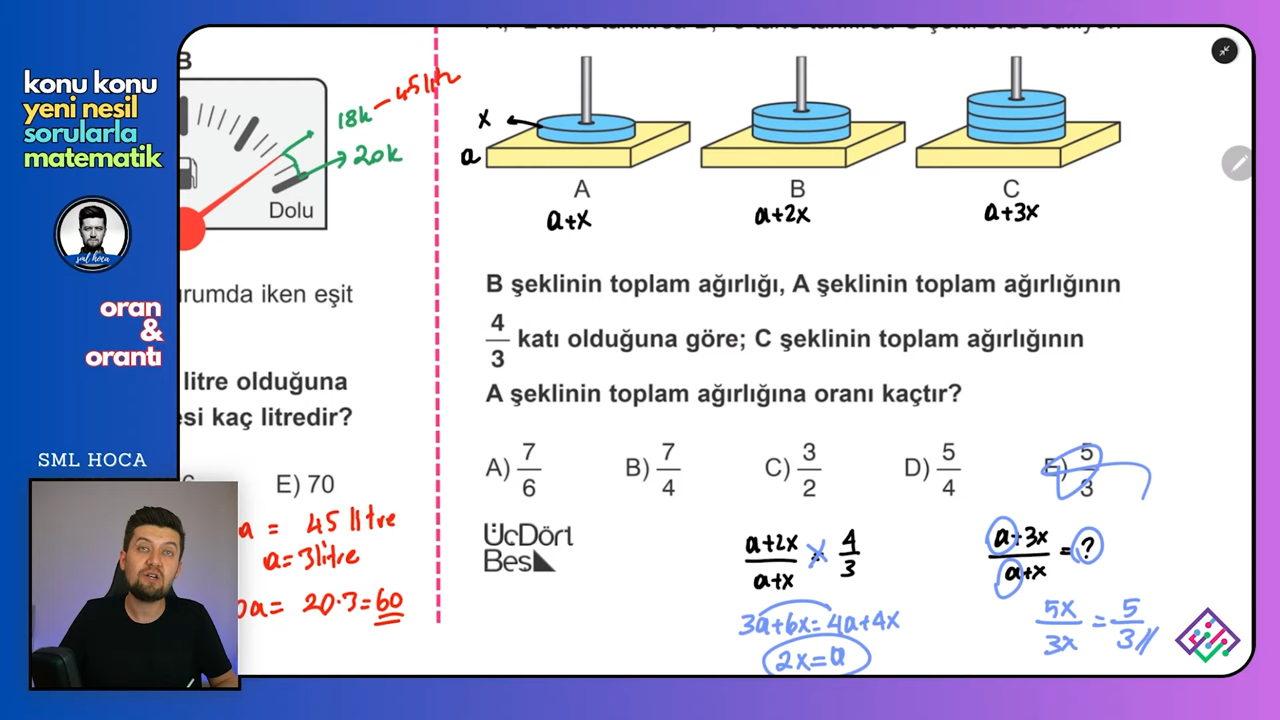 konu konu
yeni nesil
sorularla
matematik
sml hoca
oran
&
orantı
SML HOCA
B
18k – 45 litre
20k
Dolu
urumda iken eşit
litre olduğuna
esi kaç litredir?
E) 70
a = 45 litre
a = 3litre
0a = 20.3 = 60
x
a
A
B
C
a+x
a+2x
a+3x
B şeklinin toplam ağırlığı, A şeklinin toplam ağırlığının
4/3 katı olduğuna göre; C şeklinin toplam ağırlığının
A şeklinin toplam ağırlığına oranı kaçtır?
A) 7/6
B) 7/4
C) 3/2
D) 5/4
E) 5/3
ÜçDört
Beş
a+2x/a+x = 4/3
3a+6x=4a+4x
2x=a
a+3x/a+x = ?
5x/3x = 5/3